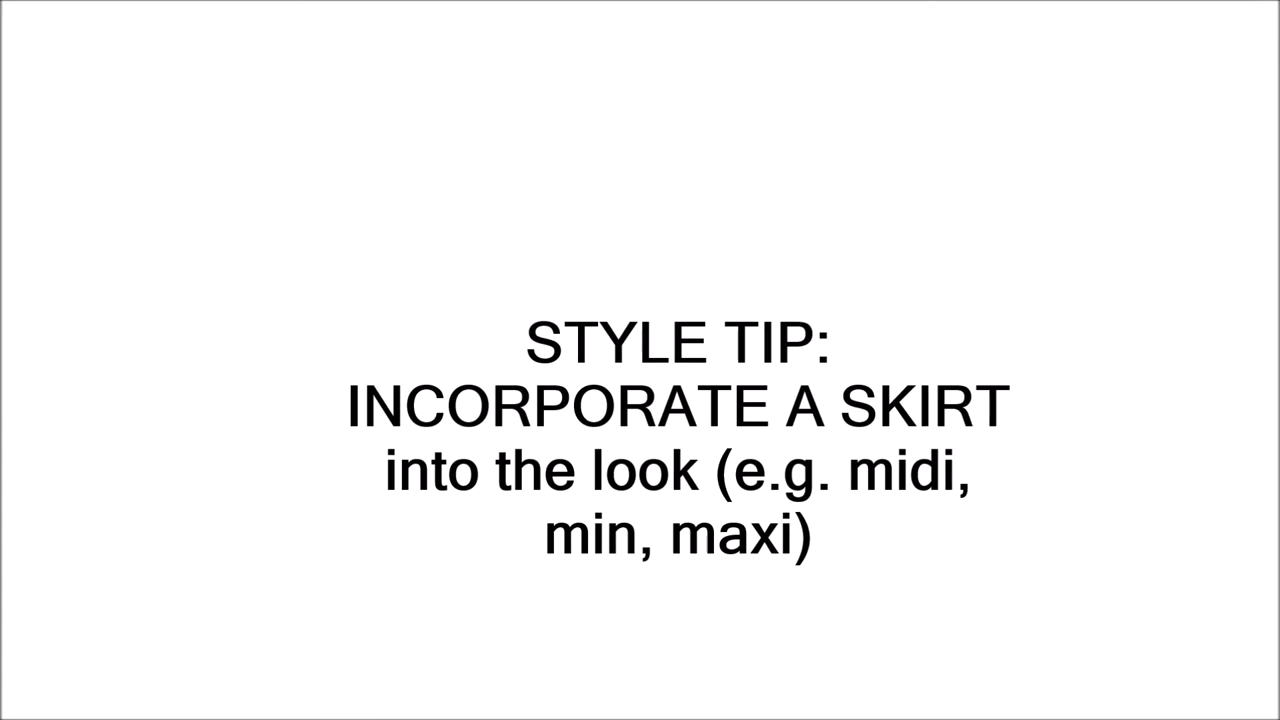 STYLE TIP:
INCORPORATE A SKIRT
into the look (e.g. midi,
min, maxi)